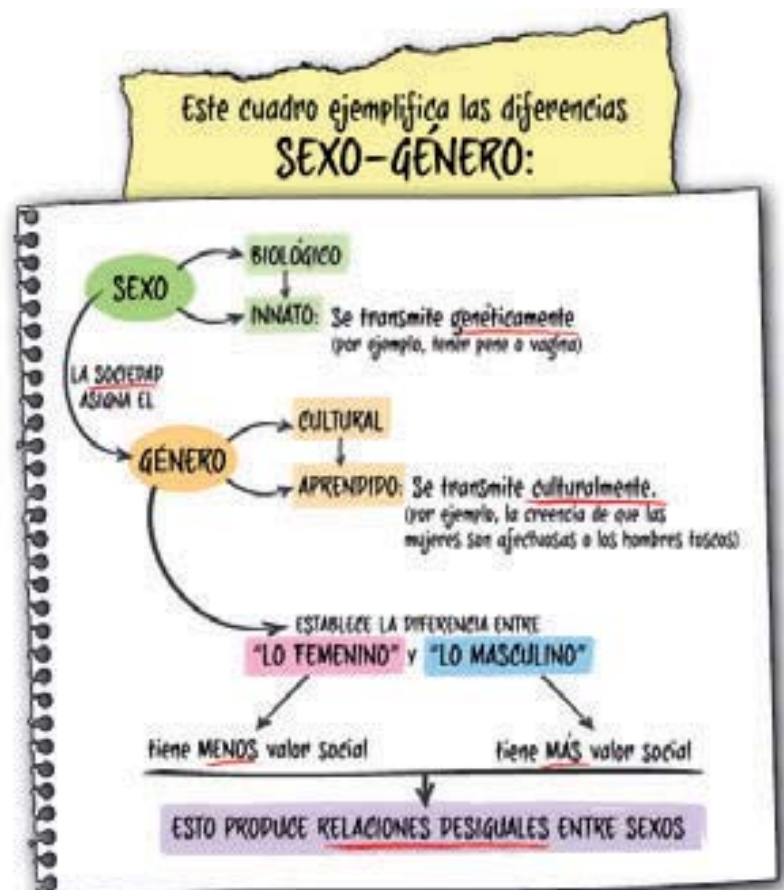 Este cuadro ejemplifica las diferencias
SEXO-GÉNERO:
SEXO
BIOLÓGICO
INNATO: Se transmite genéticamente
(por ejemplo, tener pene o vagina)
LA SOCIEDAD
ASIGNA EL
GÉNERO
CULTURAL
APRENDIDO: Se transmite culturalmente.
(por ejemplo, la creencia de que las
mujeres son afectuosas o los hombres toscos)
ESTABLECE LA DIFERENCIA ENTRE
"LO FEMENINO" Y "LO MASCULINO"
tiene MENOS valor social
tiene MÁS valor social
ESTO PRODUCE RELACIONES DESIGUALES ENTRE SEXOS